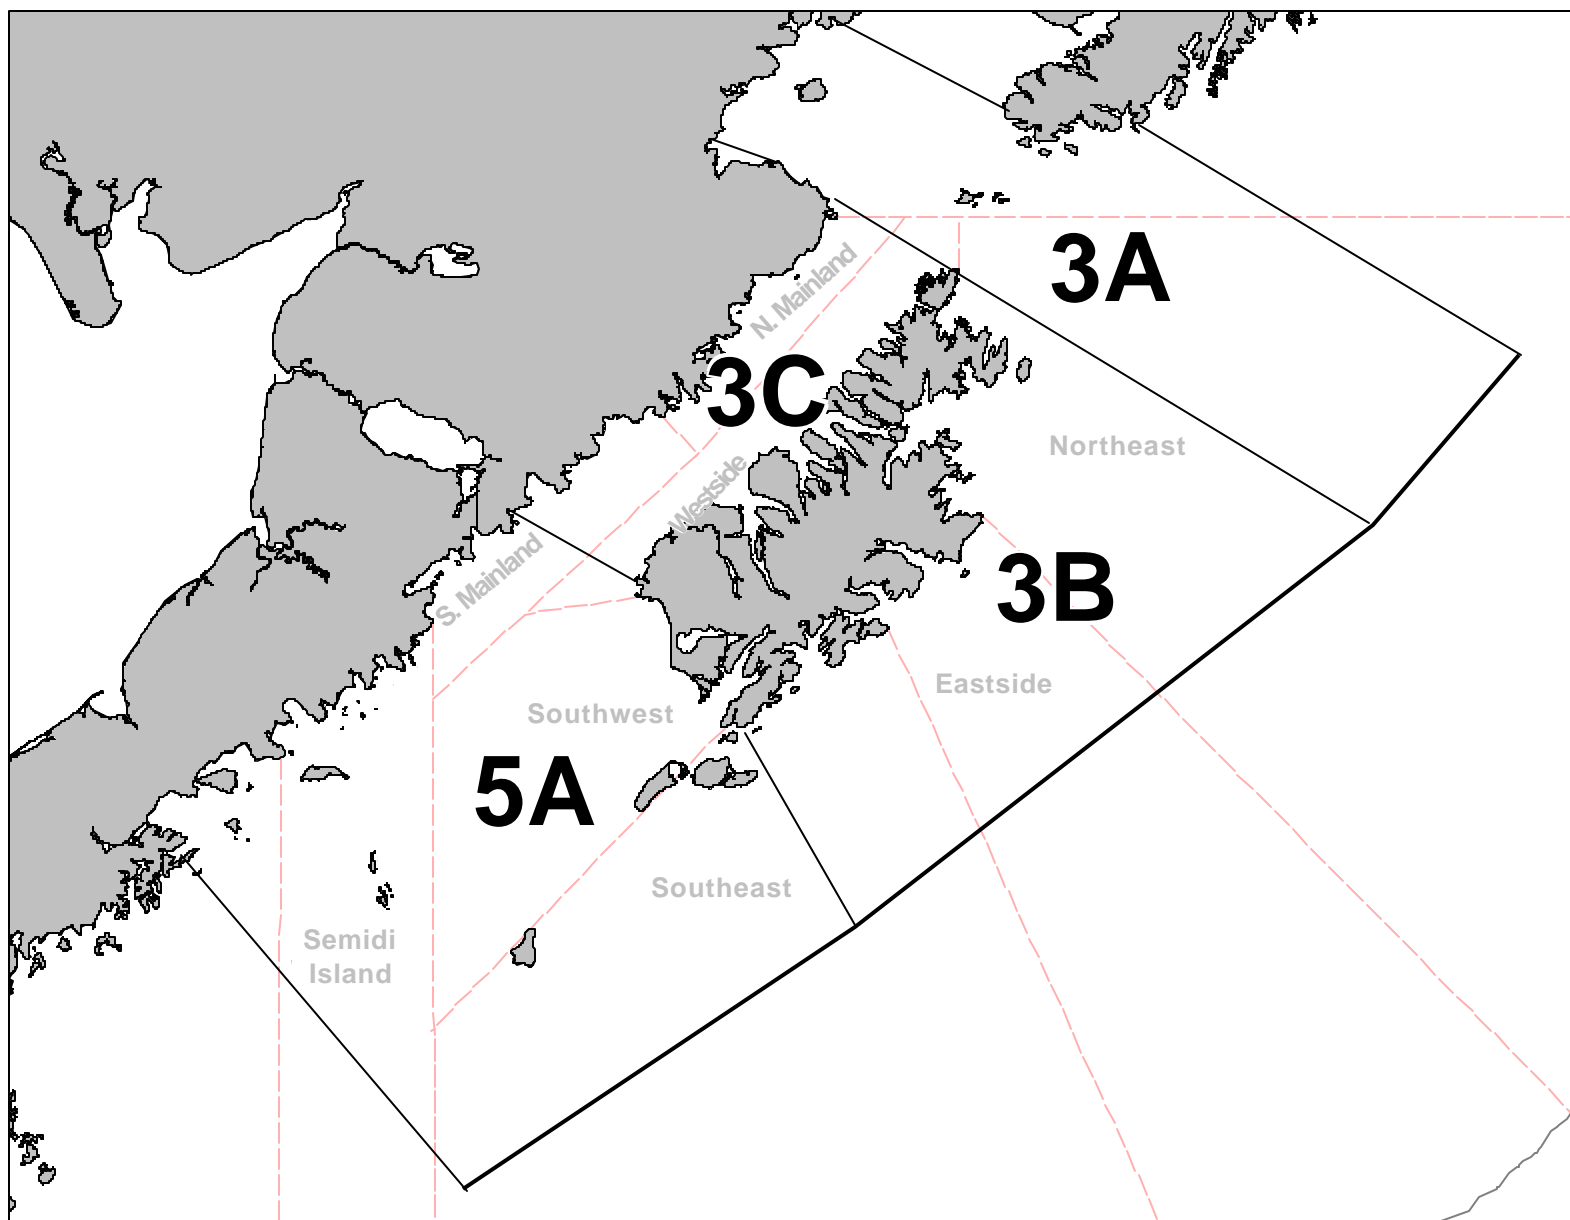 3A
N. Mainland
3C
Northeast
Westside
S. Mainland
3B
Eastside
Southwest
5A
Southeast
Semidi
Island